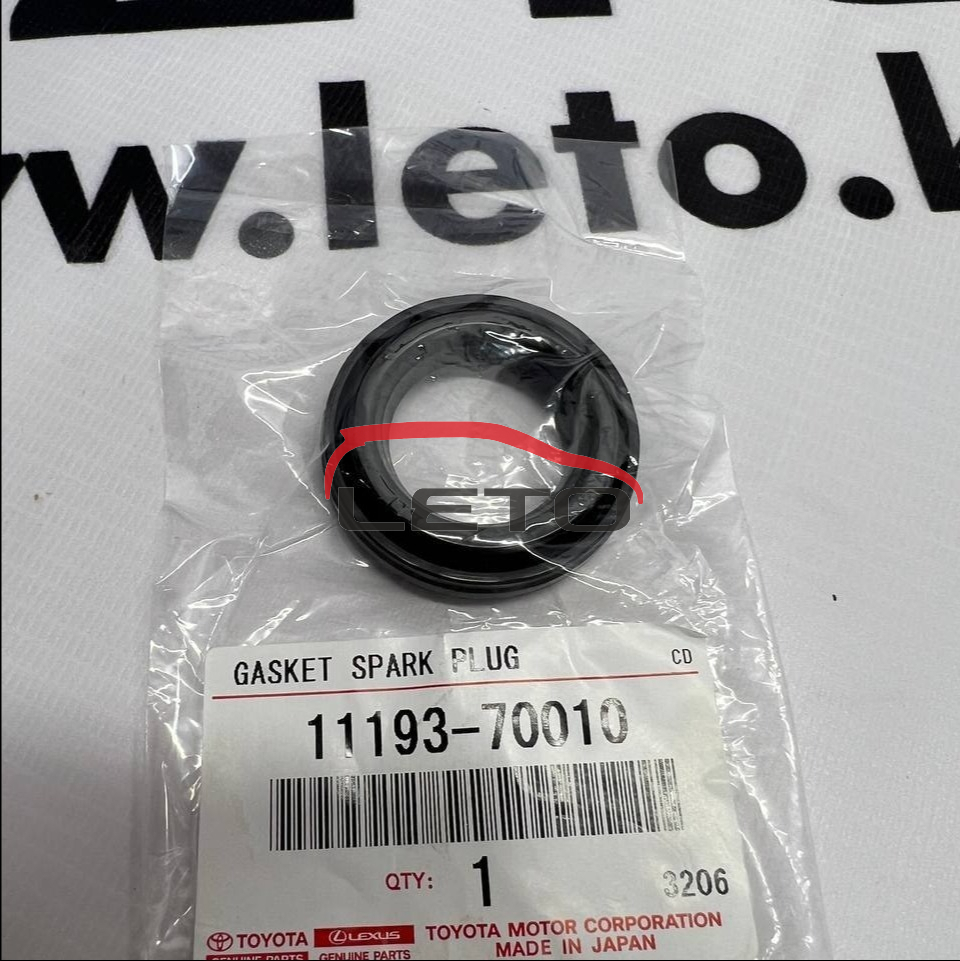 www.leto.
LETO
GASKET SPARK PLUG CD
11193-70010
QTY: 1 3206
TOYOTA LEXUS TOYOTA MOTOR CORPORATION
GENUINE PARTS GENUINE PARTS MADE IN JAPAN